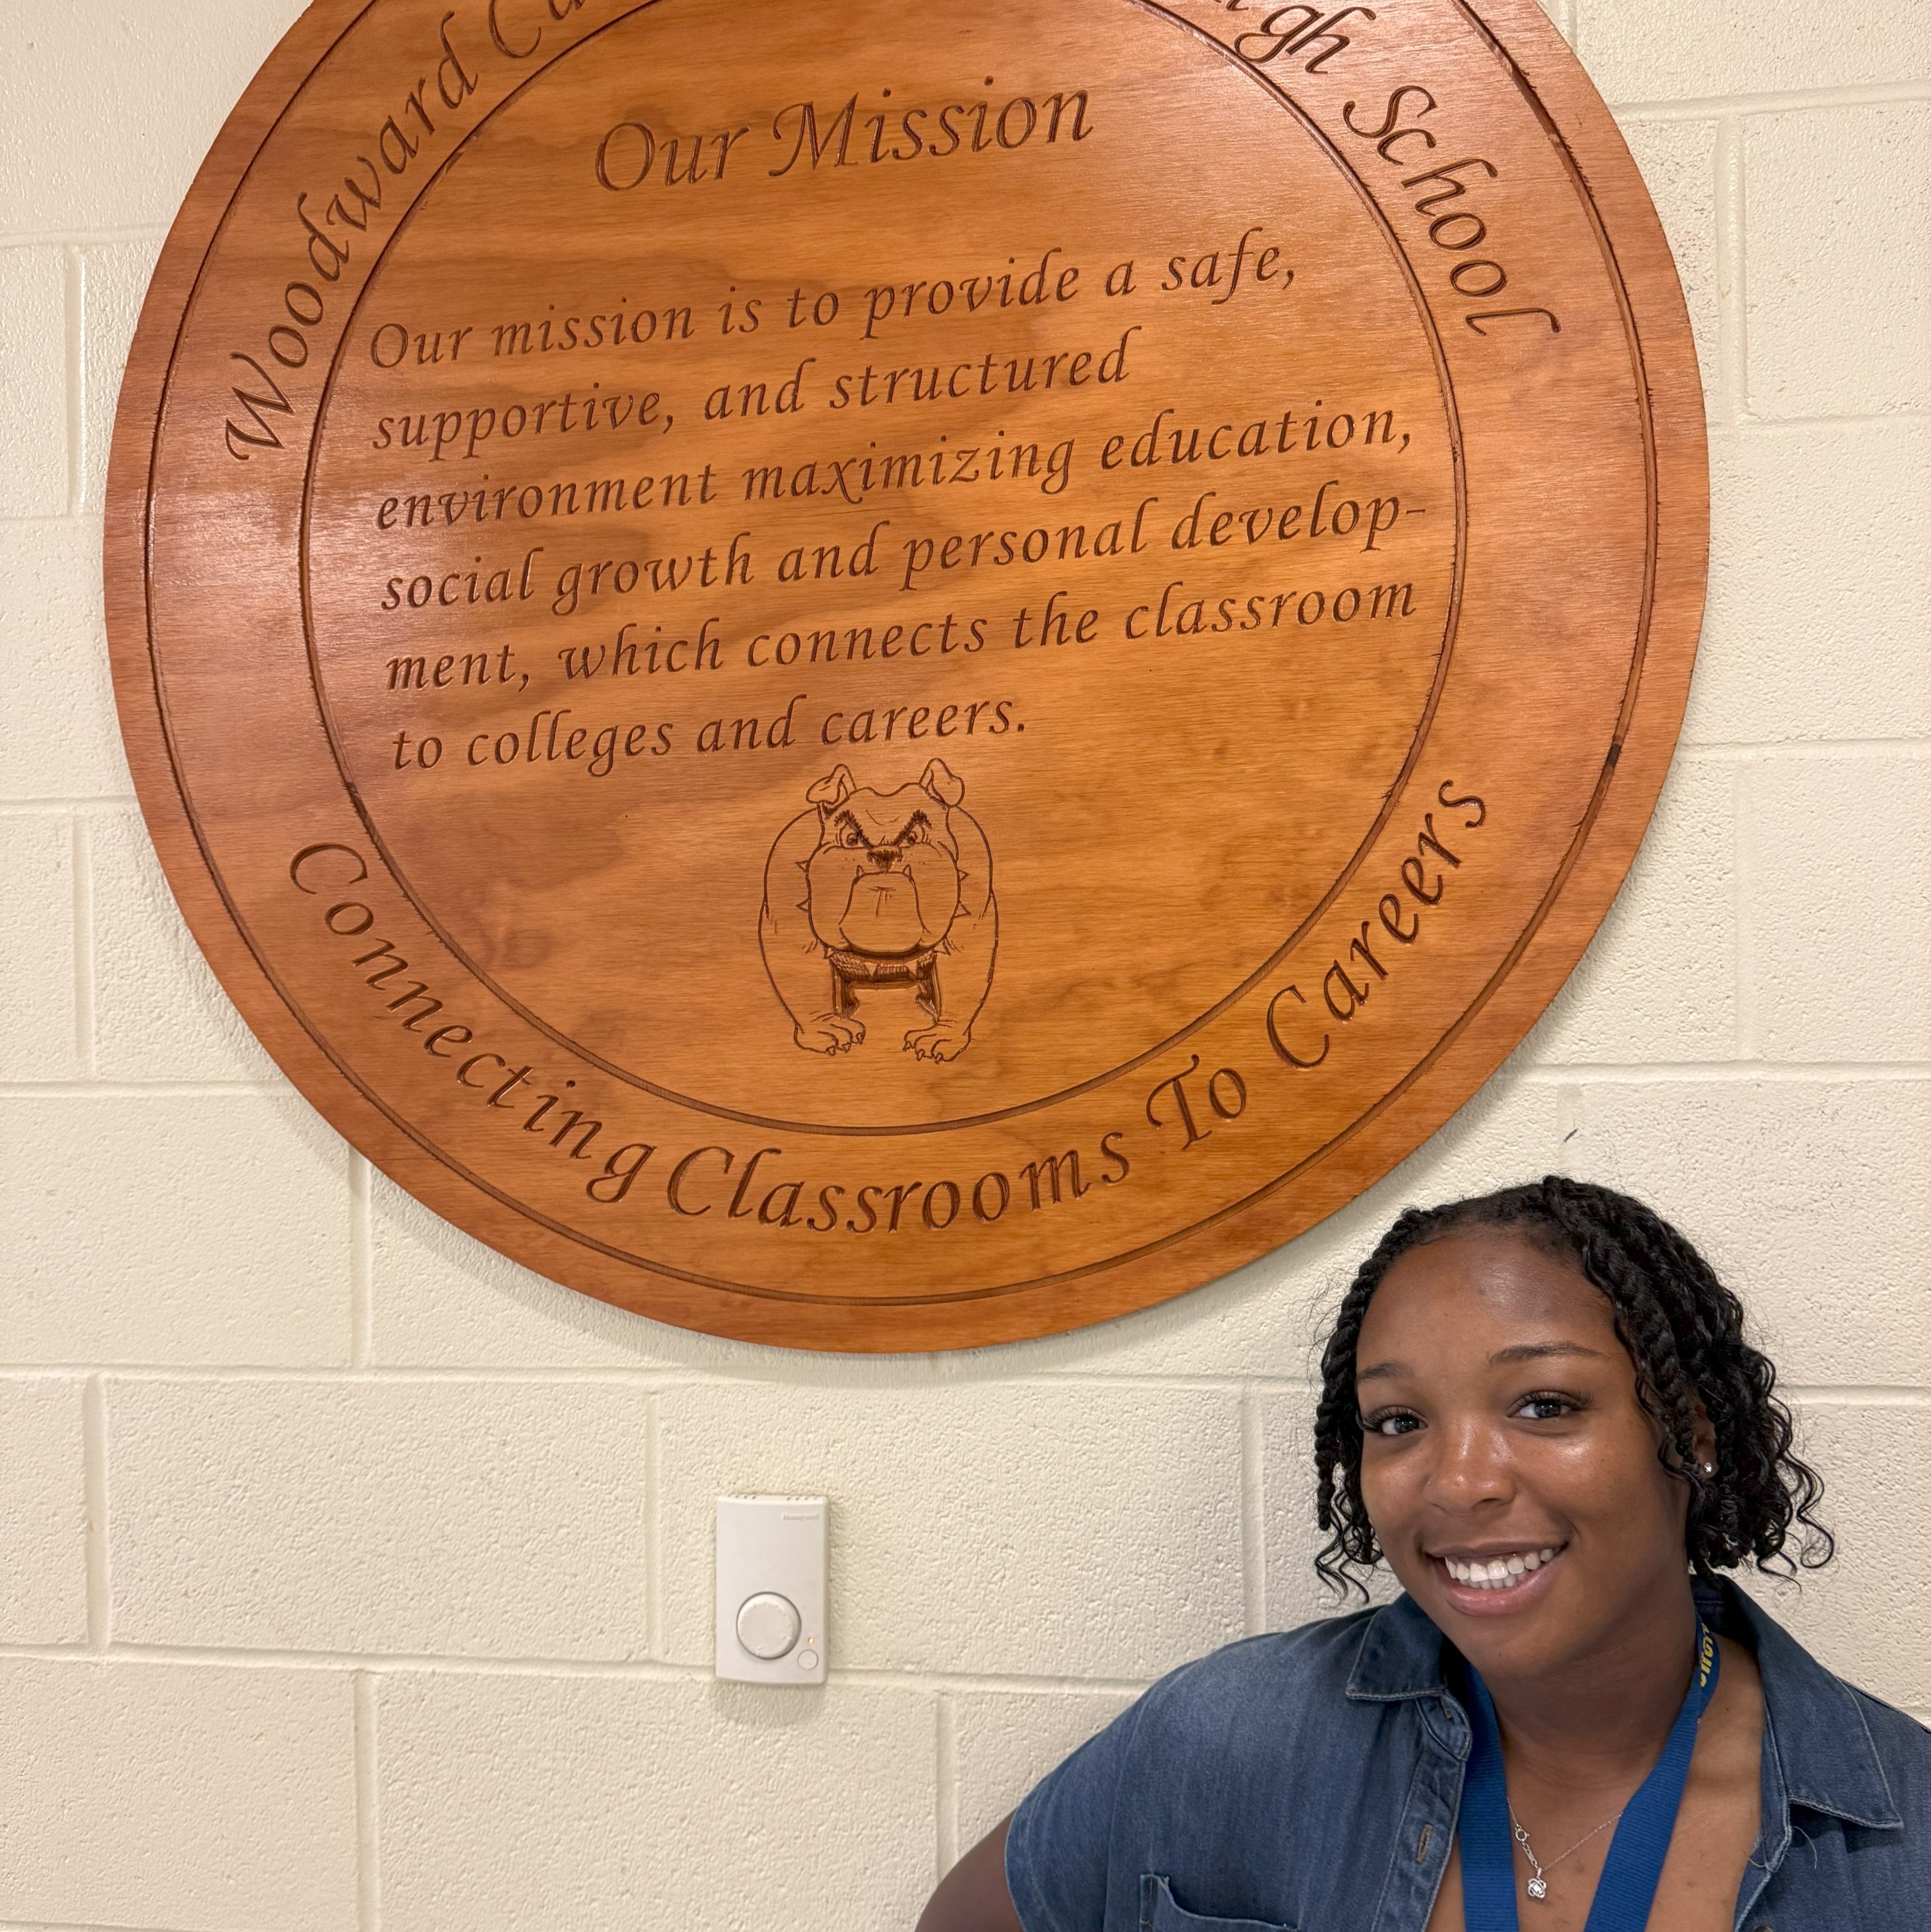 Woodward
School
Our Mission
Our mission is to provide a safe,
supportive, and structured
environment maximizing education,
social growth and personal develop-
ment, which connects the classroom
to colleges and careers.
Connecting Classrooms To Careers
Honeywell